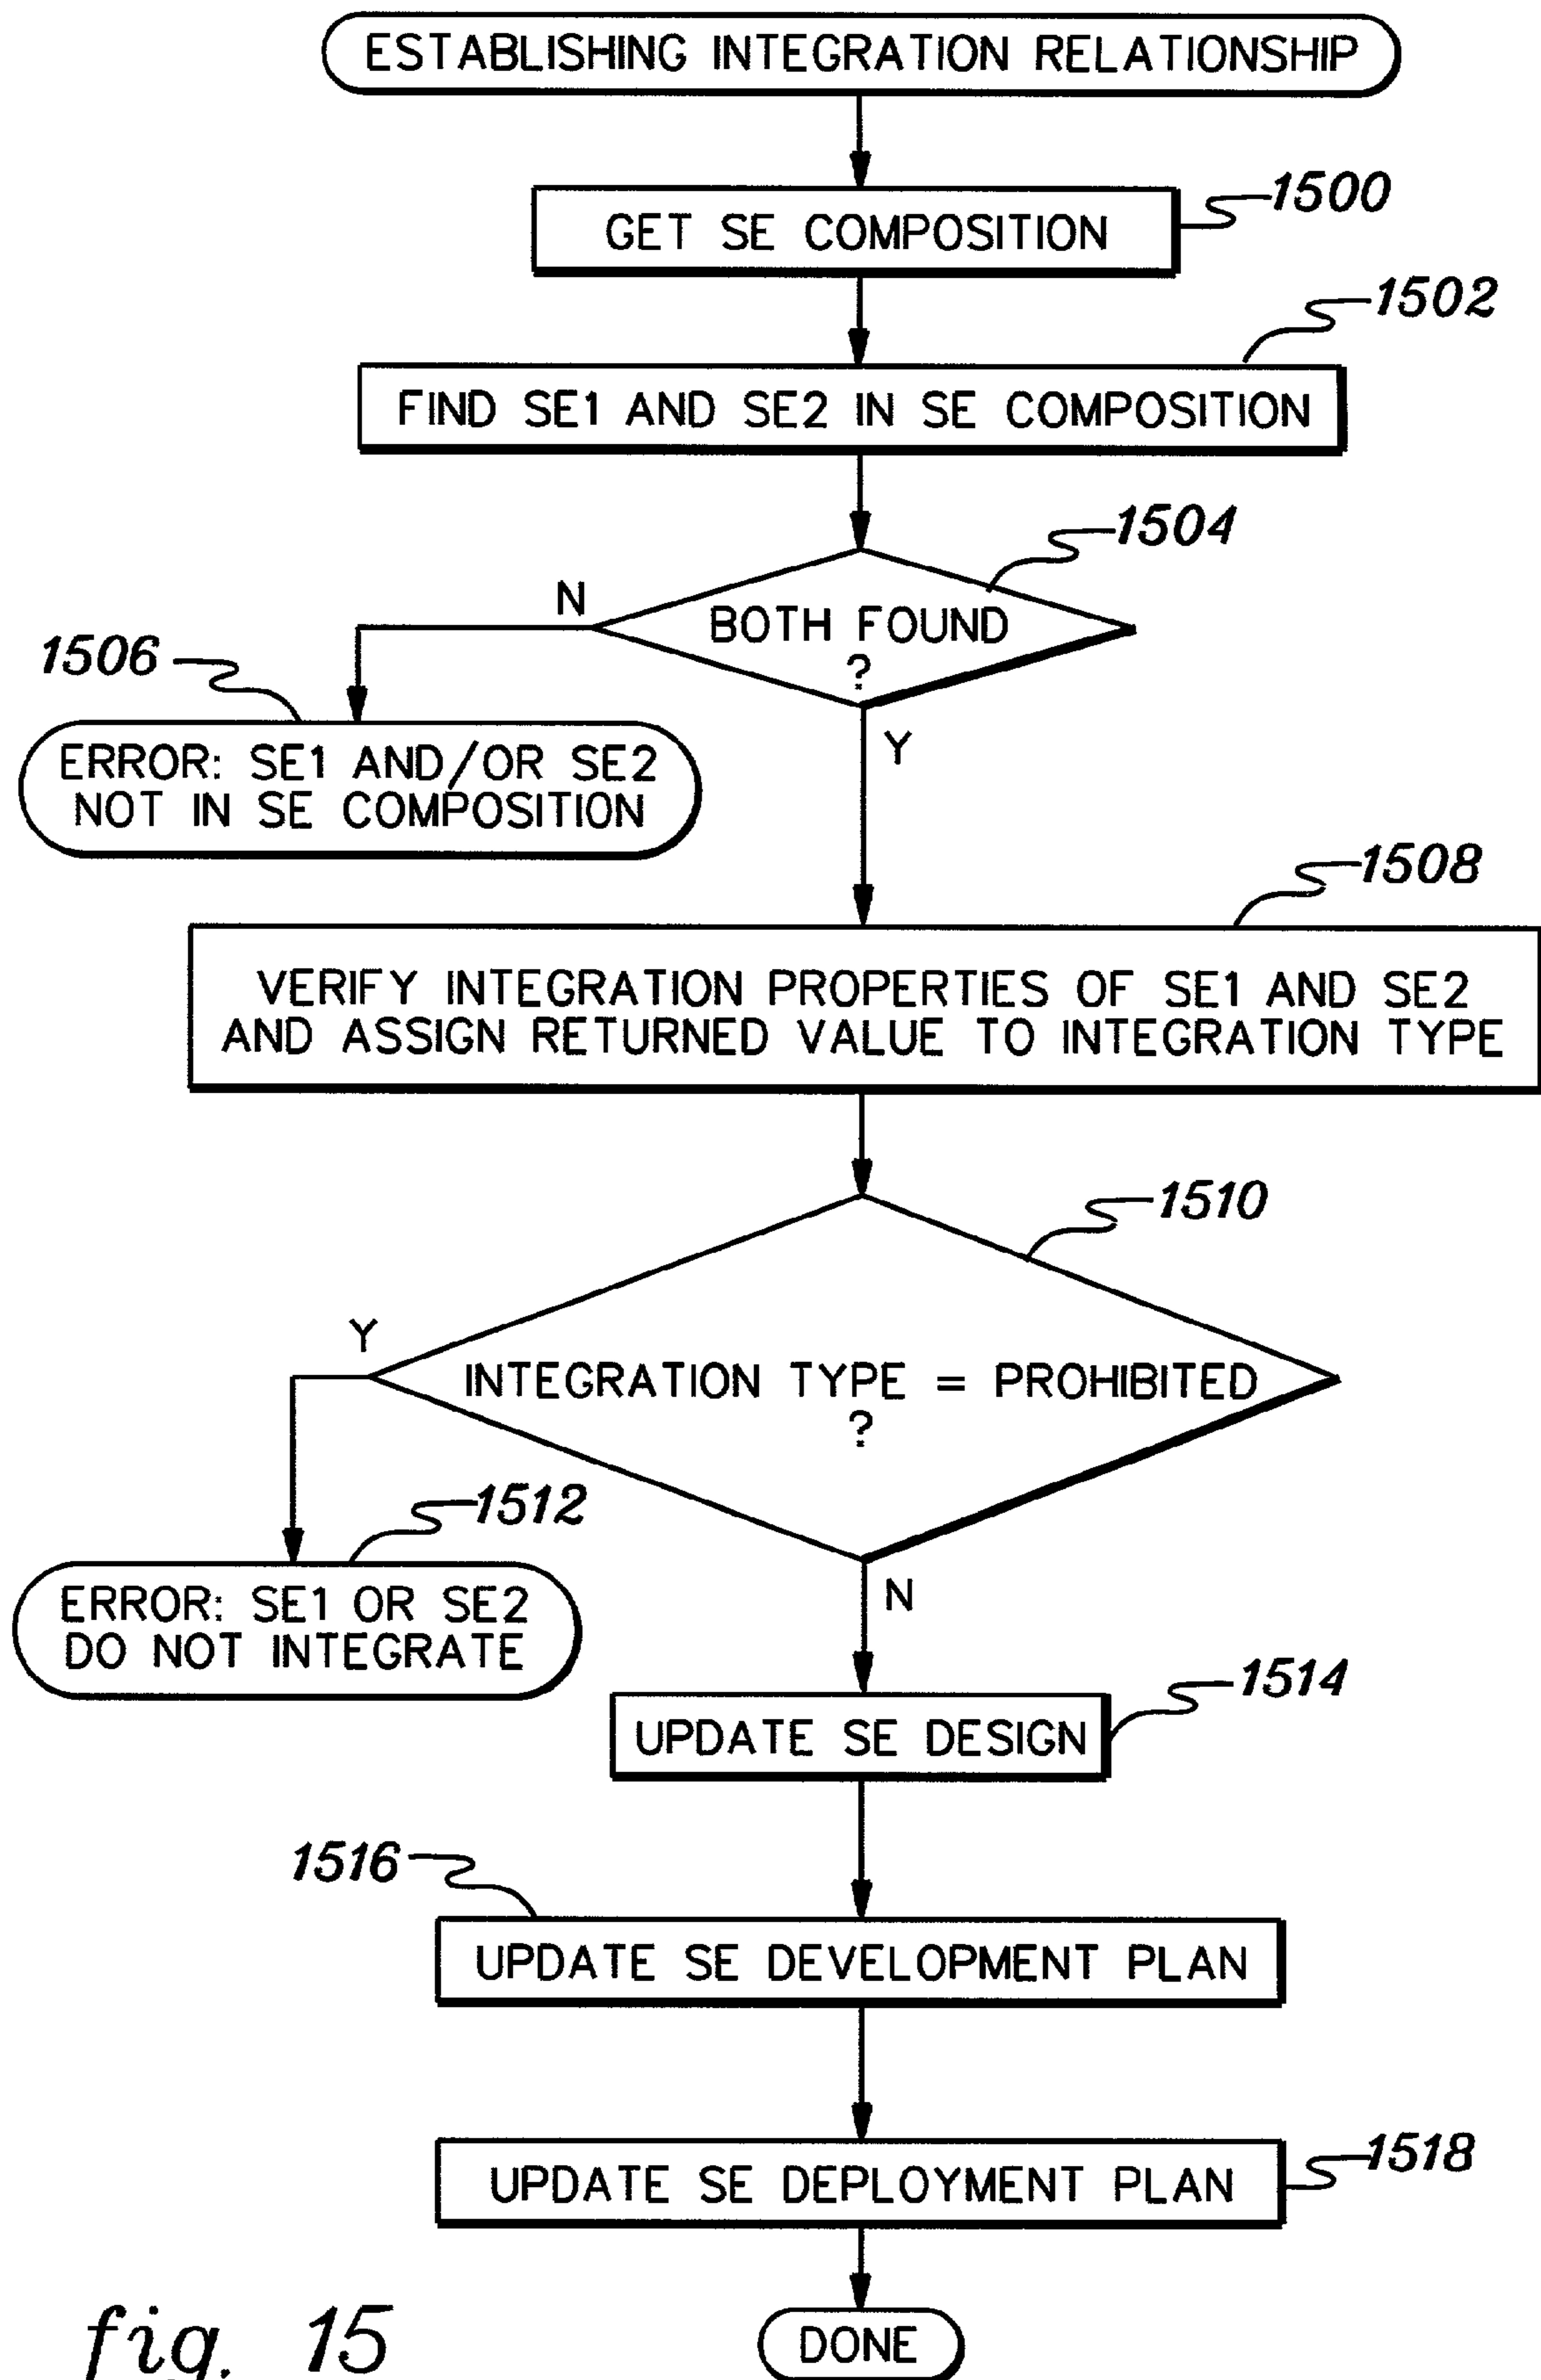 ESTABLISHING INTEGRATION RELATIONSHIP
1500
GET SE COMPOSITION
1502
FIND SE1 AND SE2 IN SE COMPOSITION
1504
N
BOTH FOUND
?
1506
Y
ERROR: SE1 AND/OR SE2
NOT IN SE COMPOSITION
1508
VERIFY INTEGRATION PROPERTIES OF SE1 AND SE2
AND ASSIGN RETURNED VALUE TO INTEGRATION TYPE
1510
Y
INTEGRATION TYPE = PROHIBITED
?
1512
N
ERROR: SE1 OR SE2
DO NOT INTEGRATE
1514
UPDATE SE DESIGN
1516
UPDATE SE DEVELOPMENT PLAN
1518
UPDATE SE DEPLOYMENT PLAN
DONE
fig. 15